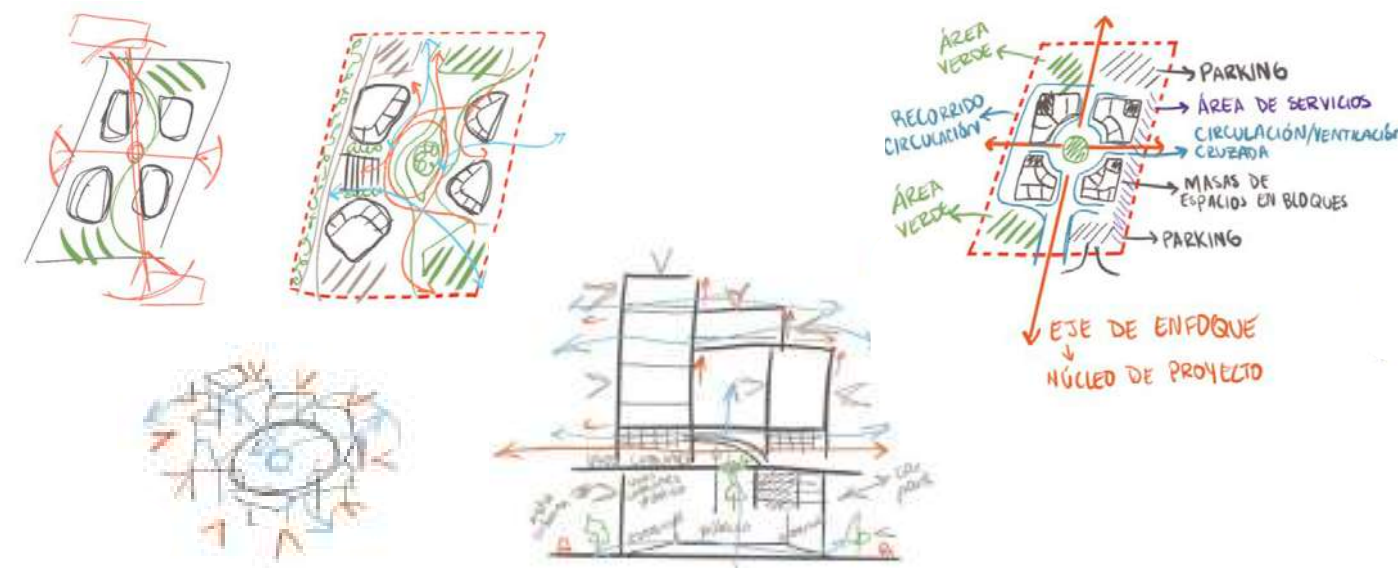 ÁREA
VERDE
PARKING
ÁREA DE SERVICIOS
RECORRIDO
CIRCULACIÓN
CIRCULACIÓN/VENTILACIÓN
CRUZADA
MASAS DE
ESPACIOS EN BLOQUES
ÁREA
VERDE
PARKING
EJE DE ENFOQUE
NÚCLEO DE PROYECTO